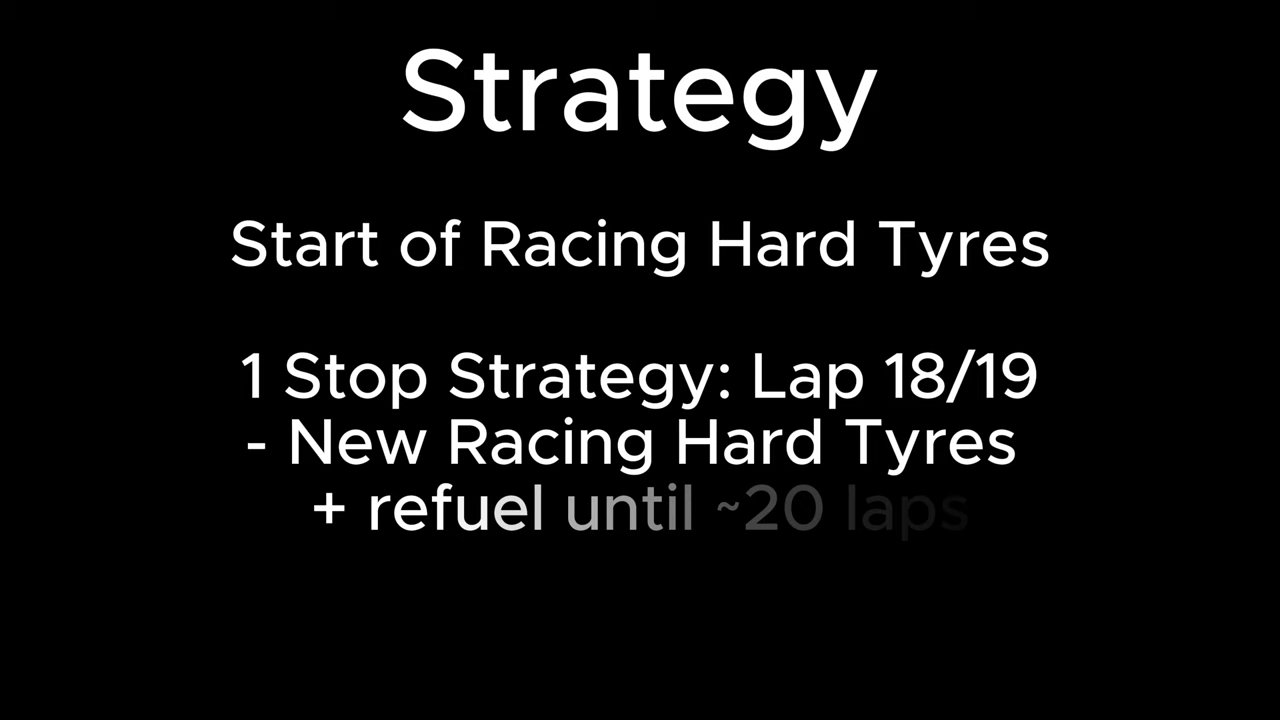 Strategy
Start of Racing Hard Tyres
1 Stop Strategy: Lap 18/19
- New Racing Hard Tyres
+ refuel until ~20 laps